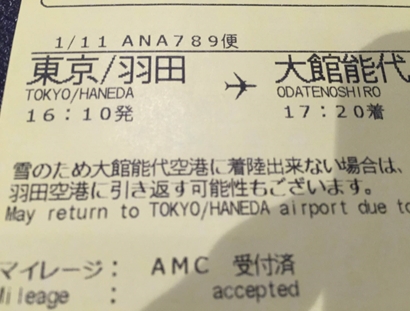 1/11 ANA789便
東京/羽田 ✈ 大館能代
TOKYO/HANEDA ODATENOSHIRO
16:10発 17:20着
雪のため大館能代空港に着陸出来ない場合は、
羽田空港に引き返す可能性もございます。
May return to TOKYO/HANEDA airport due to
マイレージ: AMC 受付済
Mileage : accepted